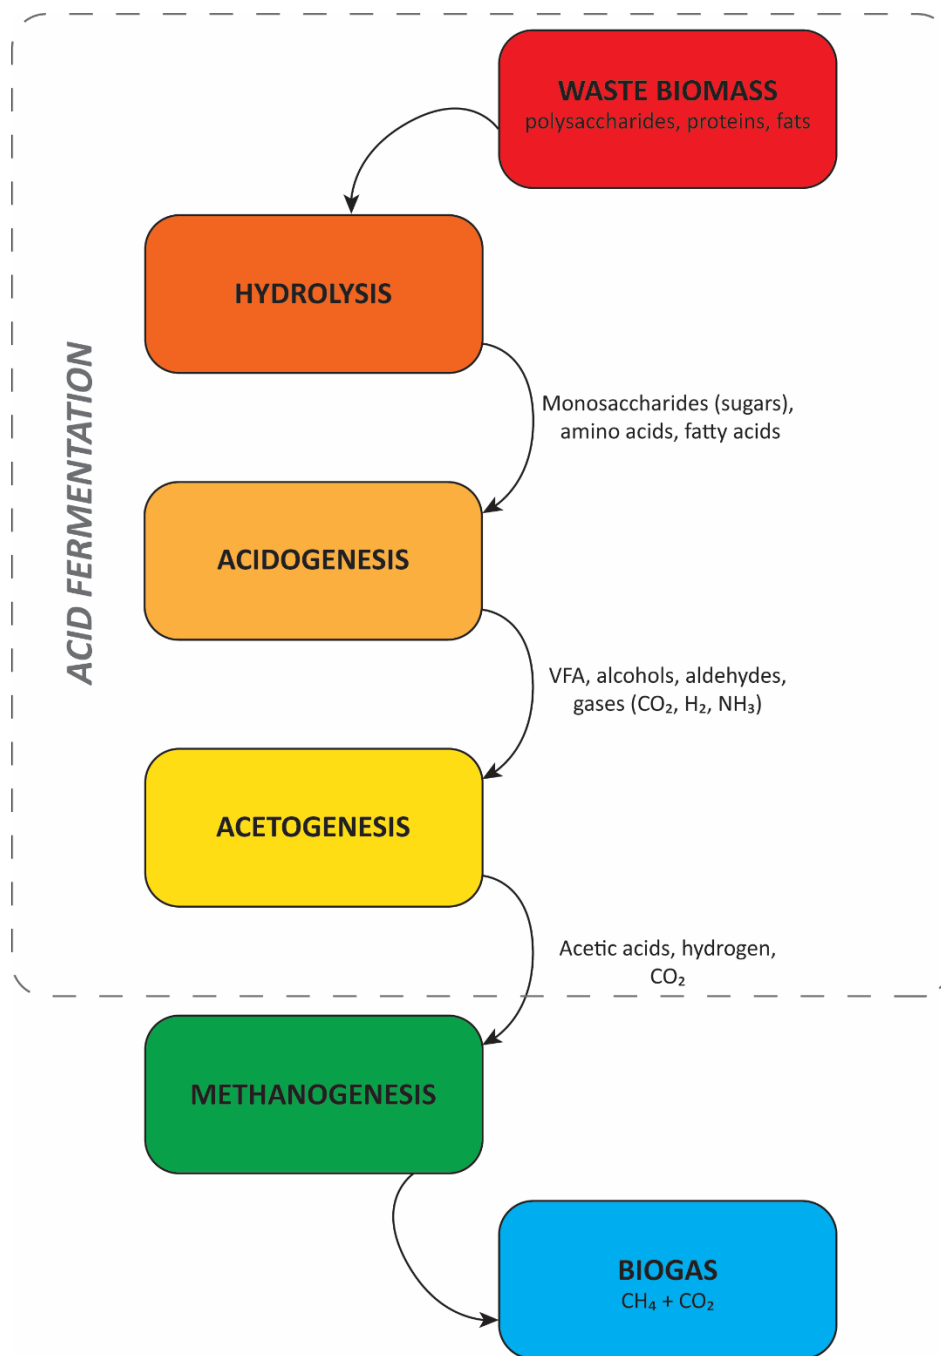 WASTE BIOMASS
polysaccharides, proteins, fats
HYDROLYSIS
Monosaccharides (sugars),
amino acids, fatty acids
ACID FERMENTATION
ACIDOGENESIS
VFA, alcohols, aldehydes,
gases (CO₂, H₂, NH₃)
ACETOGENESIS
Acetic acids, hydrogen,
CO₂
METHANOGENESIS
BIOGAS
CH₄ + CO₂